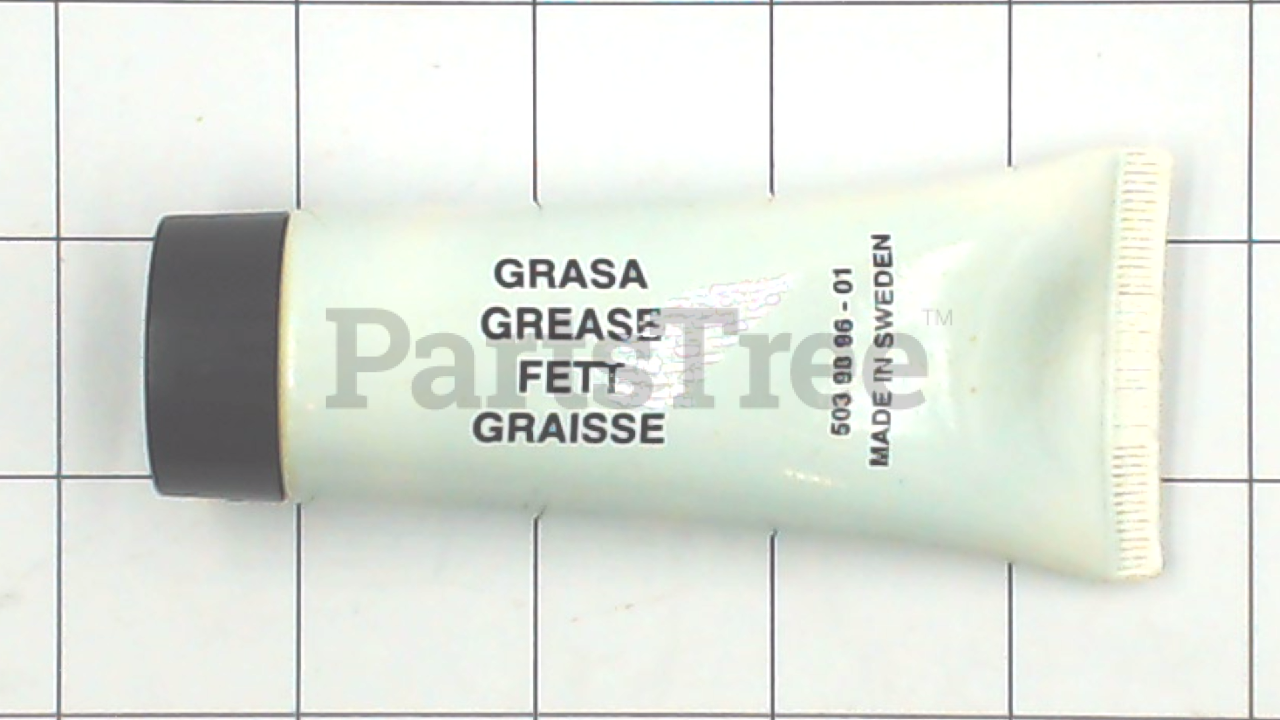 GRASA
GREASE
FETT
GRAISSE
503 98 96 - 01
MADE IN SWEDEN
PartsTree™